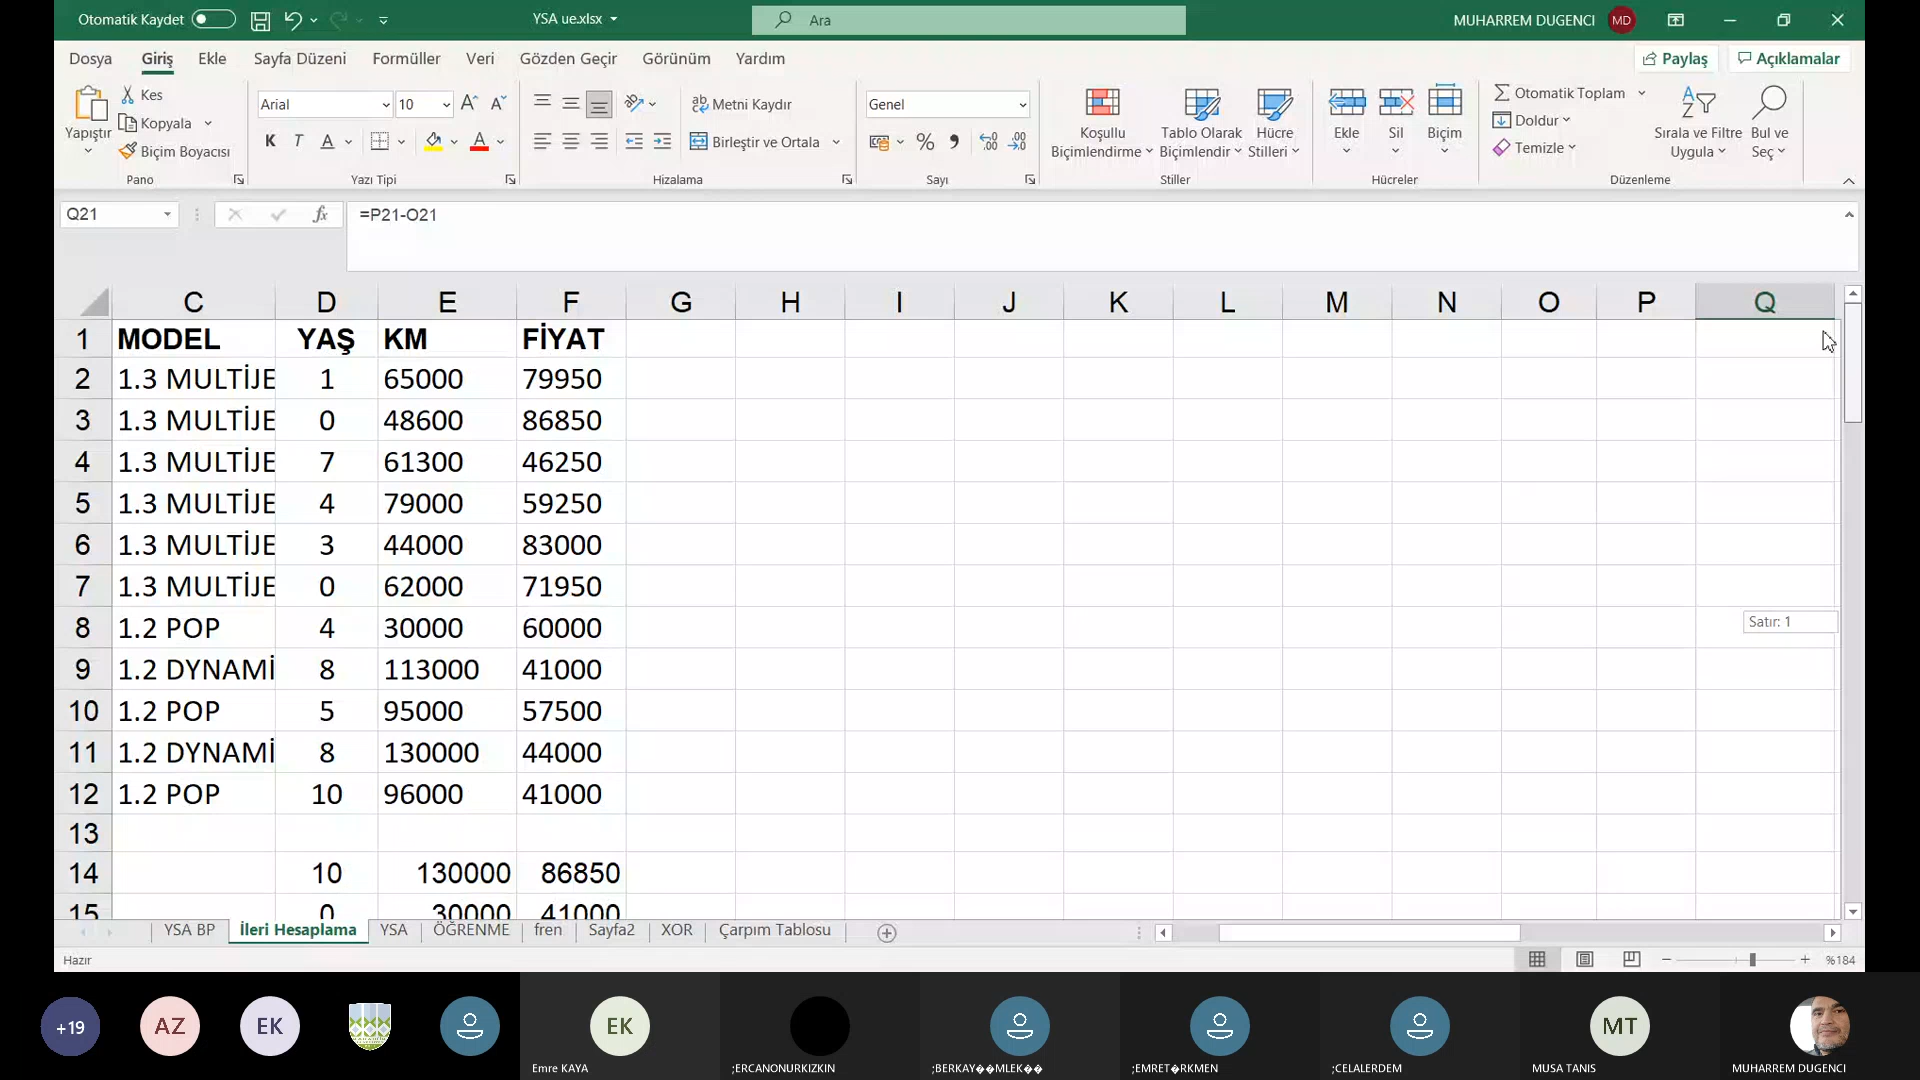 Otomatik Kaydet YSA ue.xlsx Ara MUHARREM DUGENCI MD
Dosya Giriş Ekle Sayfa Düzeni Formüller Veri Gözden Geçir Görünüm Yardım Paylaş Açıklamalar
Yapıştır Kes Kopyala Biçim Boyacısı Pano
Arial 10 K T A A Yazı Tipi
ab Metni Kaydır Birleştir ve Ortala Hizalama
Genel % Sayı
Koşullu Biçimlendirme Tablo Olarak Biçimlendir Hücre Stilleri Stiller
Ekle Sil Biçim Hücreler
Otomatik Toplam Doldur Temizle Sırala ve Filtre Uygula Bul ve Seç Düzenleme
Q21 fx =P21-O21
C D E F G H I J K L M N O P Q
1 MODEL YAŞ KM FİYAT
2 1.3 MULTİJE 1 65000 79950
3 1.3 MULTİJE 0 48600 86850
4 1.3 MULTİJE 7 61300 46250
5 1.3 MULTİJE 4 79000 59250
6 1.3 MULTİJE 3 44000 83000
7 1.3 MULTİJE 0 62000 71950
8 1.2 POP 4 30000 60000
Satır: 1
9 1.2 DYNAMİ 8 113000 41000
10 1.2 POP 5 95000 57500
11 1.2 DYNAMİ 8 130000 44000
12 1.2 POP 10 96000 41000
13
14 10 130000 86850
15 0 30000 41000
YSA BP İleri Hesaplama YSA ÖĞRENME fren Sayfa2 XOR Çarpım Tablosu
Hazır %184
+19 AZ EK EK MT
Emre KAYA ;ERCANONURKIZKIN ;BERKAY��MLEK�� ;EMRET�RKMEN ;CELALERDEM MUSA TANIS MUHARREM DUGENCI